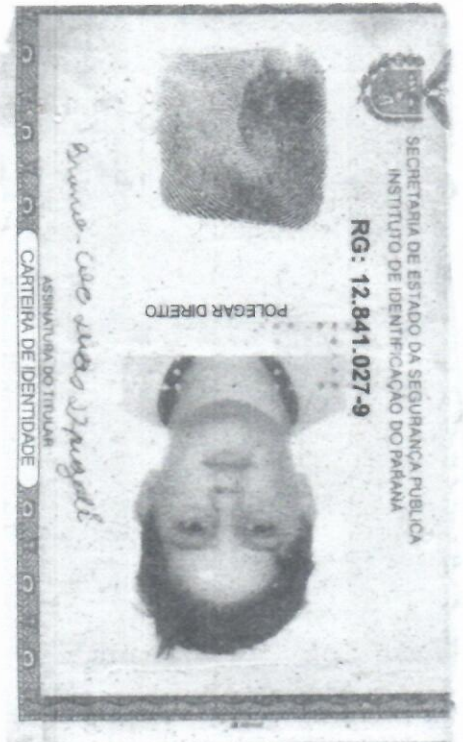 SECRETARIA DE ESTADO DA SEGURANÇA PUBLICA
INSTITUTO DE IDENTIFICAÇÃO DO PARANÁ
RG: 12.841.027-9
POLEGAR DIREITO
ASSINATURA DO TITULAR
CARTEIRA DE IDENTIDADE